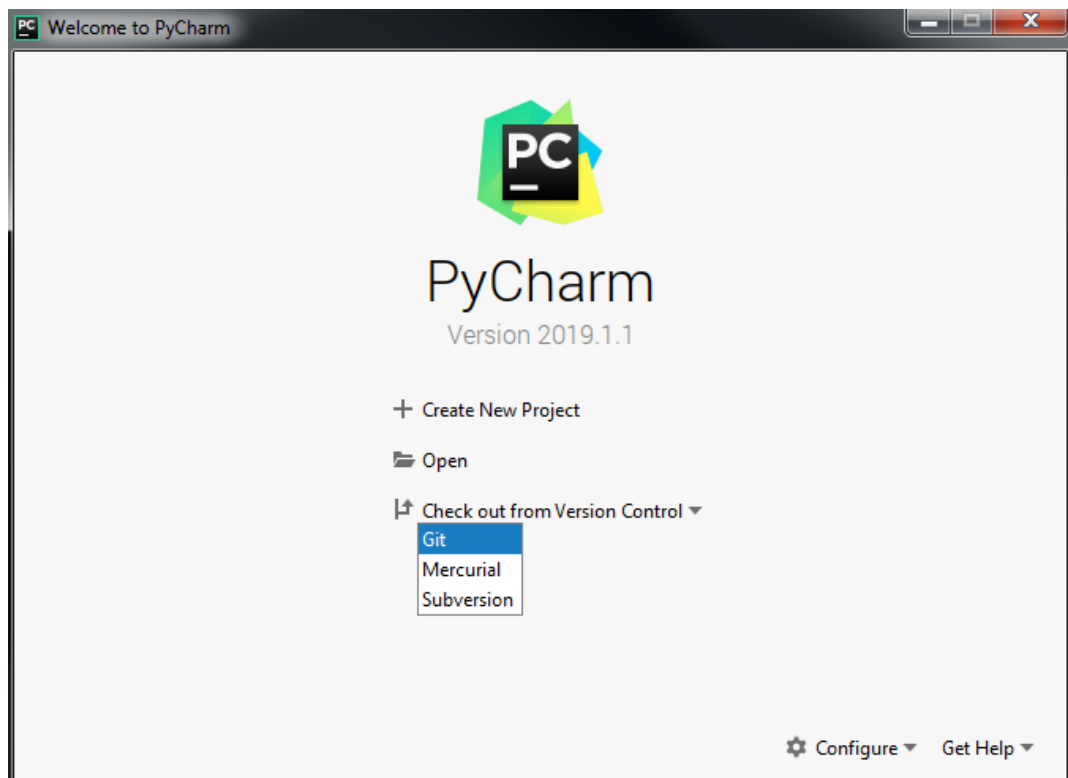 PC Welcome to PyCharm
PC
PyCharm
Version 2019.1.1
Create New Project
Open
Check out from Version Control
Git
Mercurial
Subversion
Configure Get Help